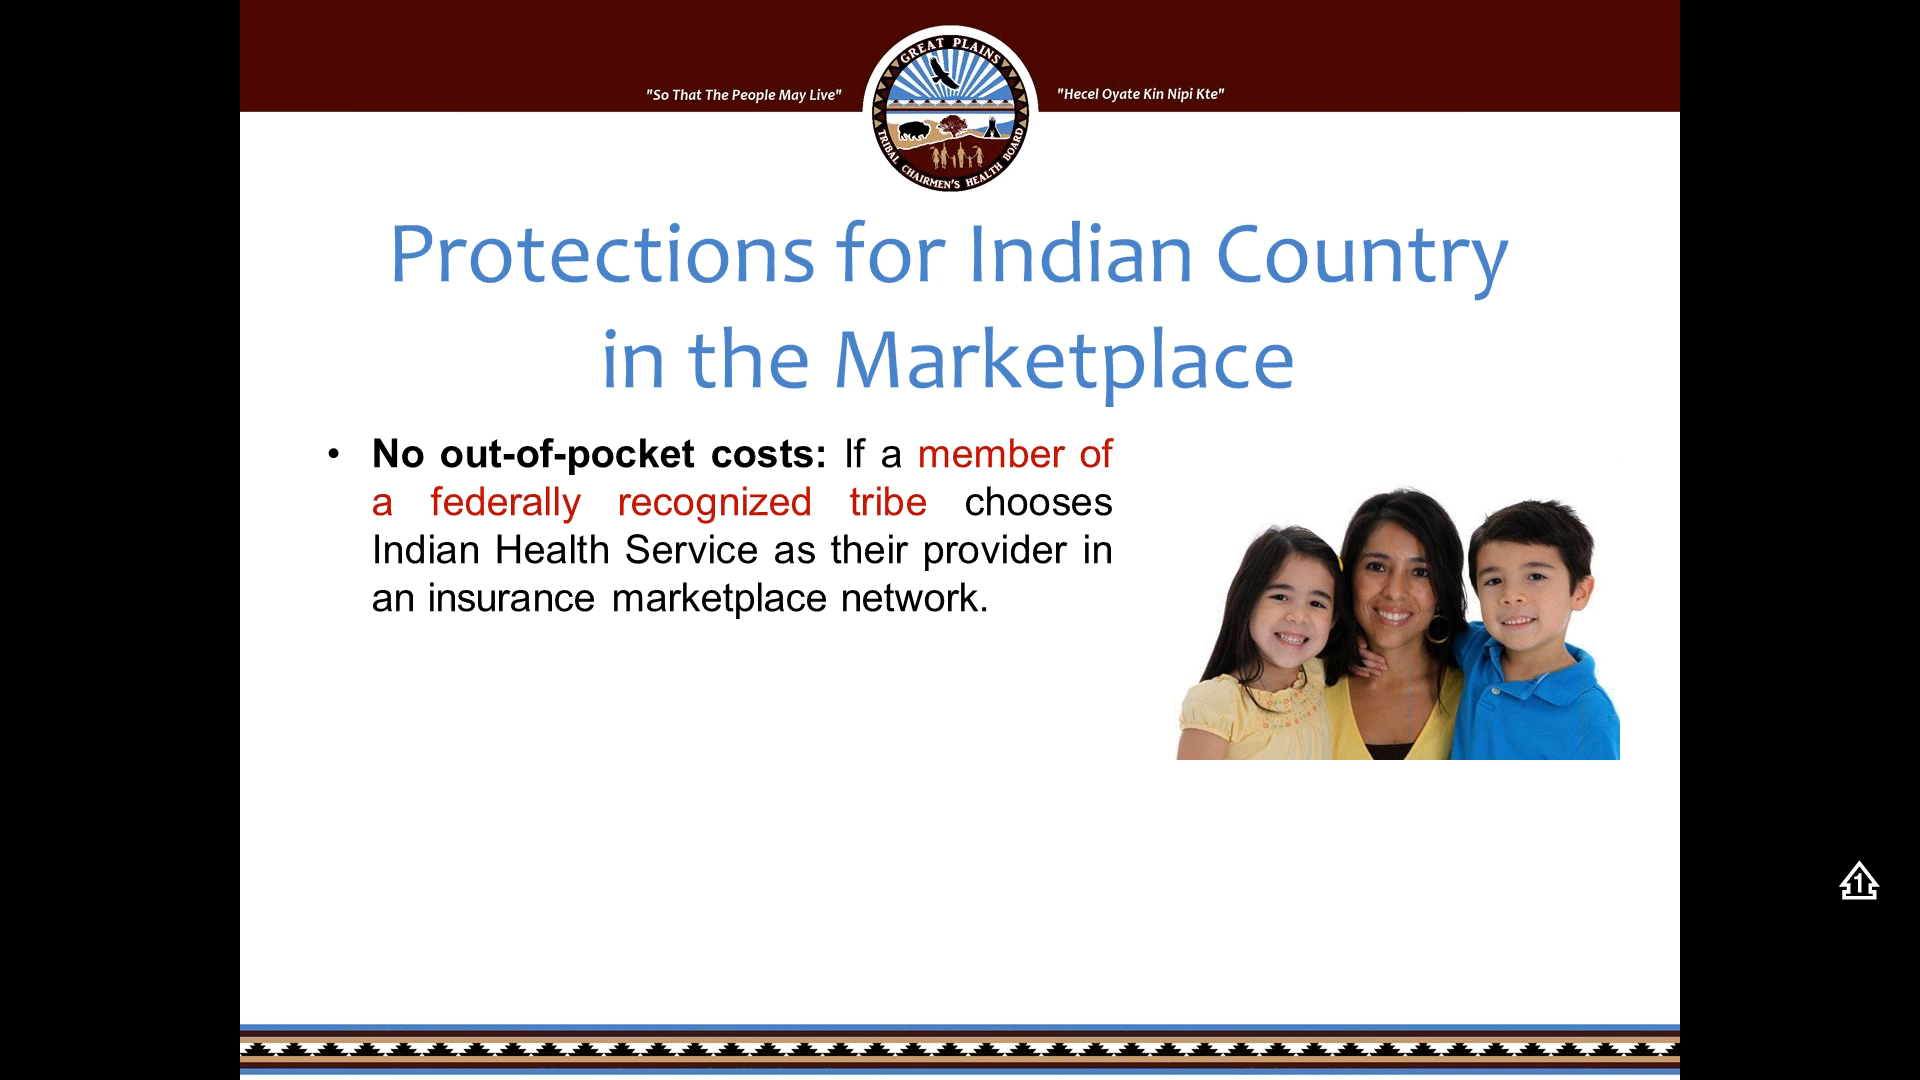 "So That The People May Live"
"Hecel Oyate Kin Nipi Kte"
GREAT PLAINS
TRIBAL CHAIRMEN'S HEALTH BOARD
Protections for Indian Country
in the Marketplace
• No out-of-pocket costs: If a member of
a federally recognized tribe chooses
Indian Health Service as their provider in
an insurance marketplace network.
1